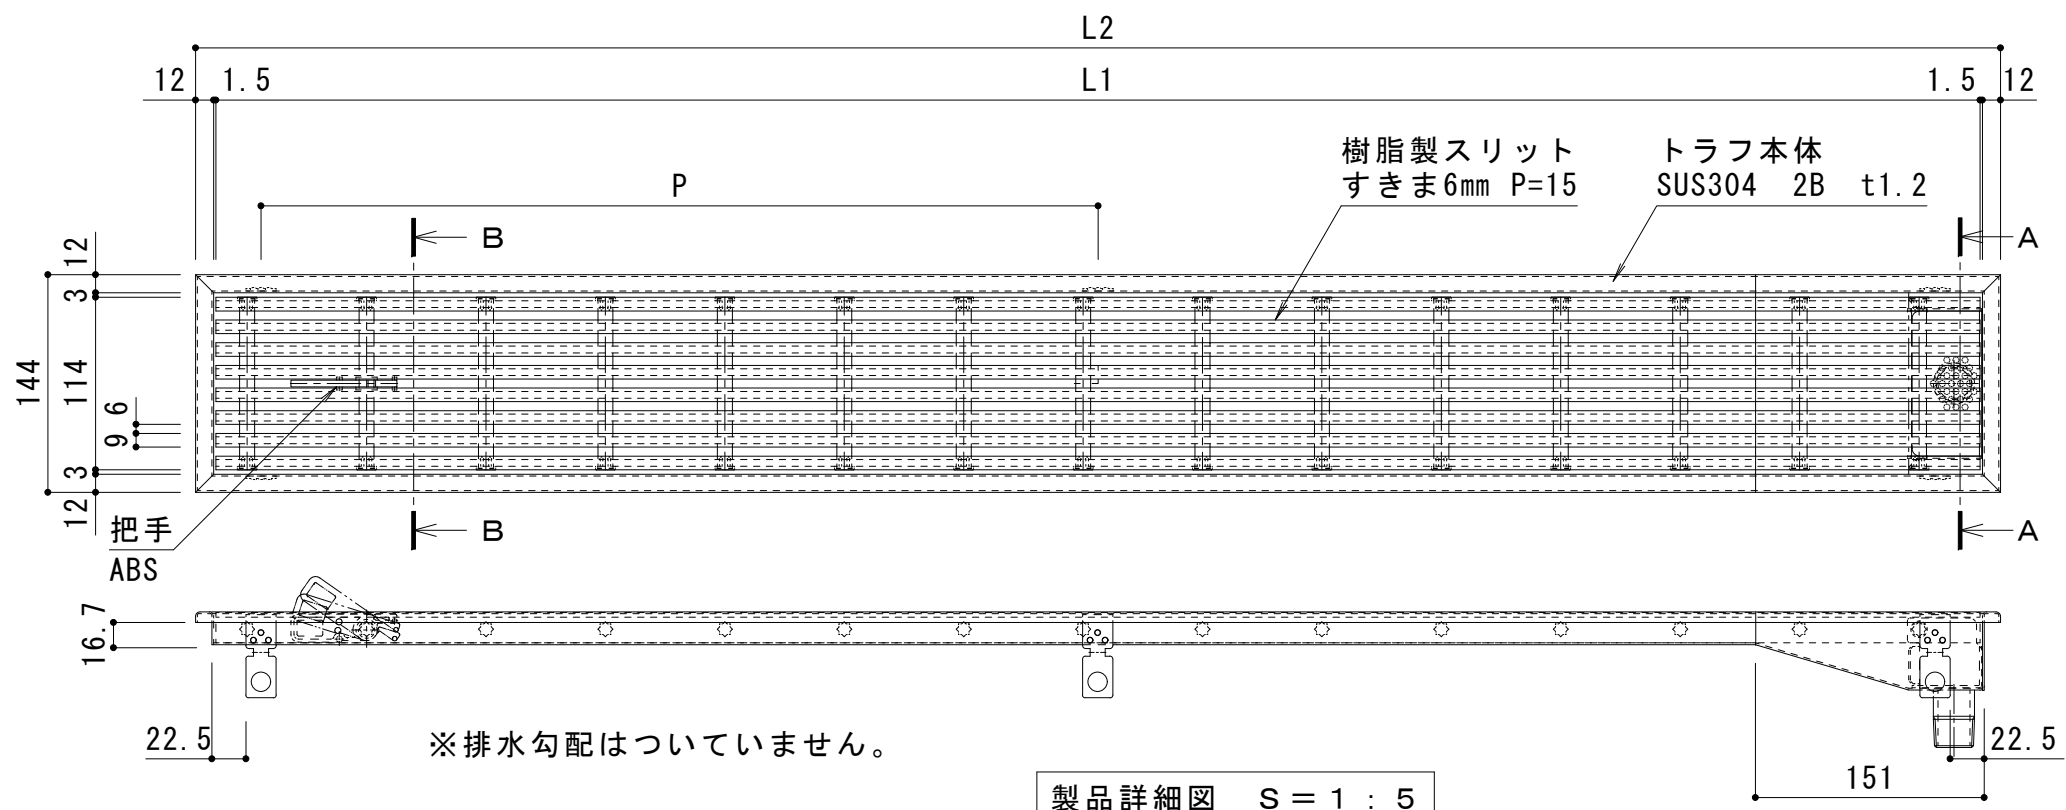 L2
12
1.5
L1
1.5
12
樹脂製スリット
すきま6mm P=15
トラフ本体
SUS304 2B t1.2
P
B
A
12
3
144
114
6
9
3
12
把手
ABS
B
A
16.7
22.5
※排水勾配はついていません。
22.5
151
製品詳細図 S=1:5